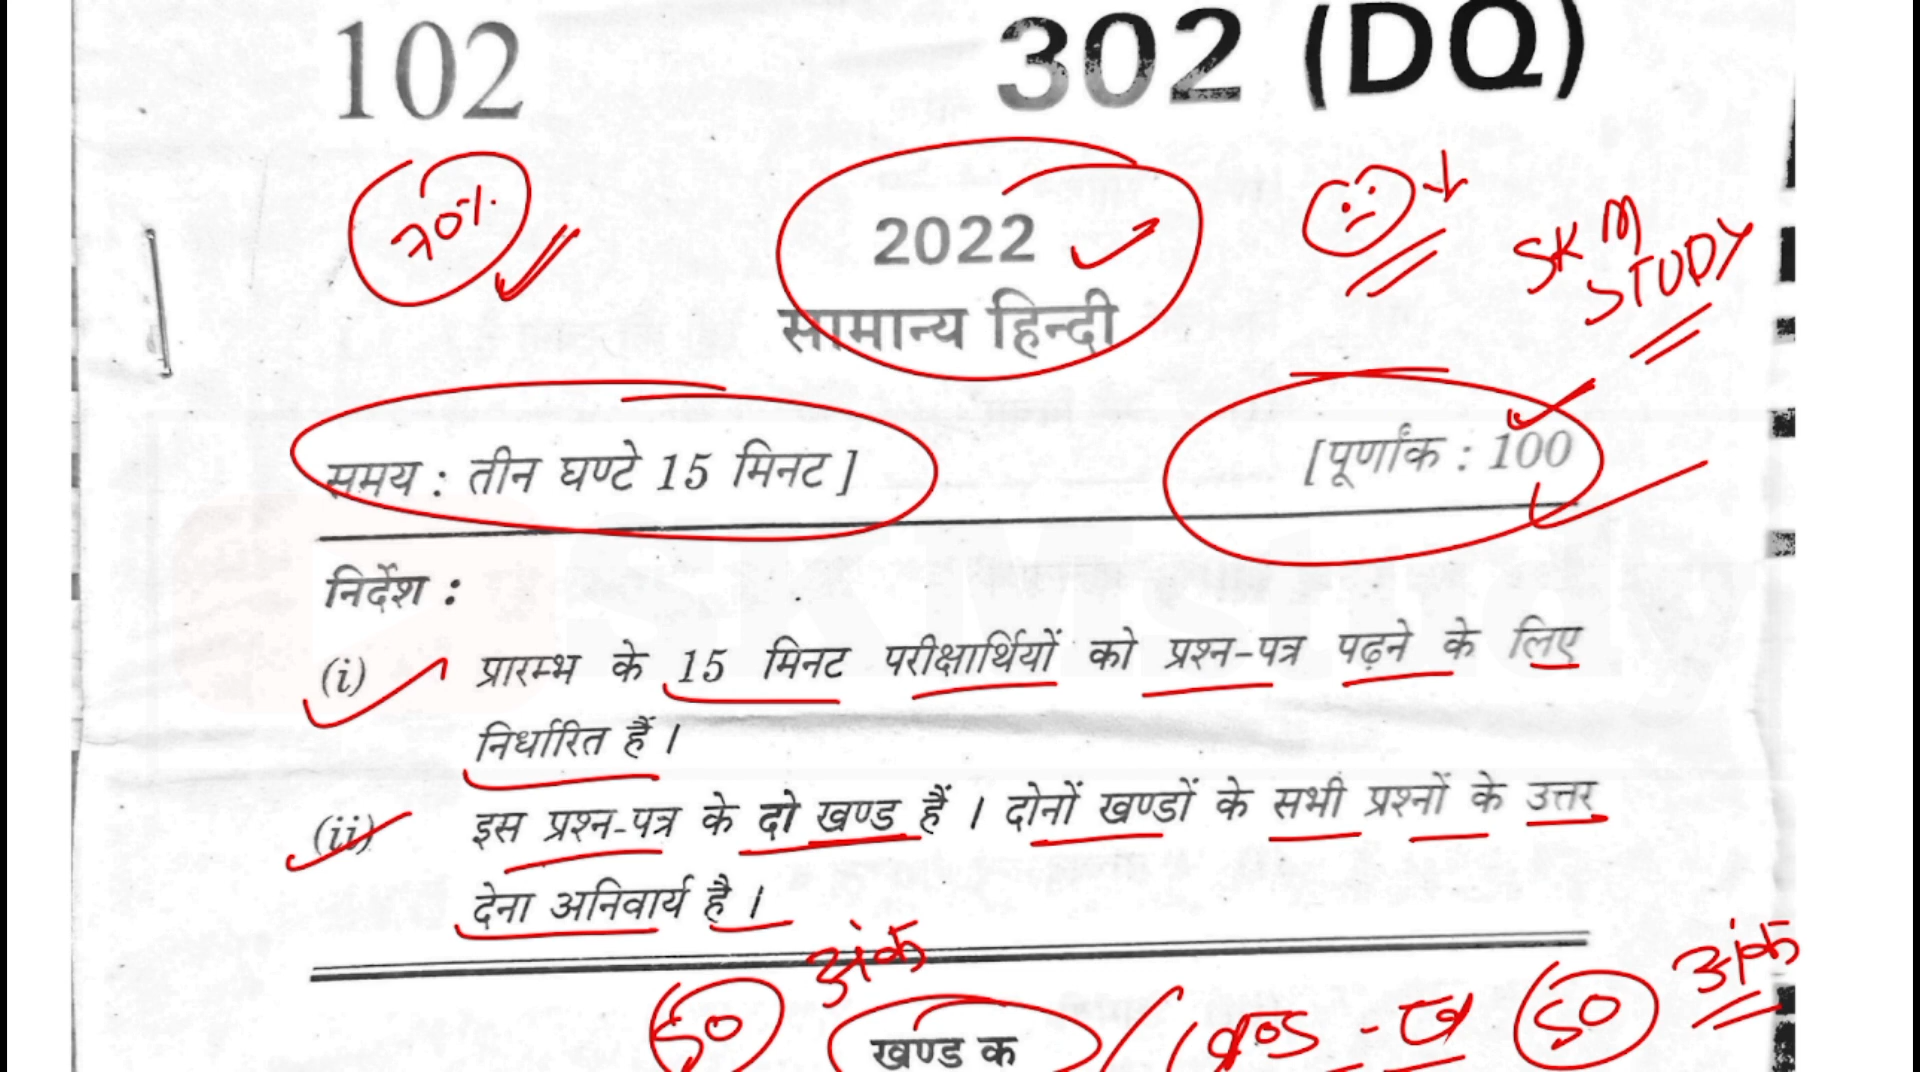 102 302 (DQ)
70%
2022
SKM
STUDY
सामान्य हिन्दी
समय : तीन घण्टे 15 मिनट ] [ पूर्णांक : 100
निर्देश :
(i) प्रारम्भ के 15 मिनट परीक्षार्थियों को प्रश्न-पत्र पढ़ने के लिए
निर्धारित हैं ।
(ii) इस प्रश्न-पत्र के दो खण्ड हैं । दोनों खण्डों के सभी प्रश्नों के उत्तर
देना अनिवार्य है ।
50 अंक खण्ड क 50 अंक
SKMstudy